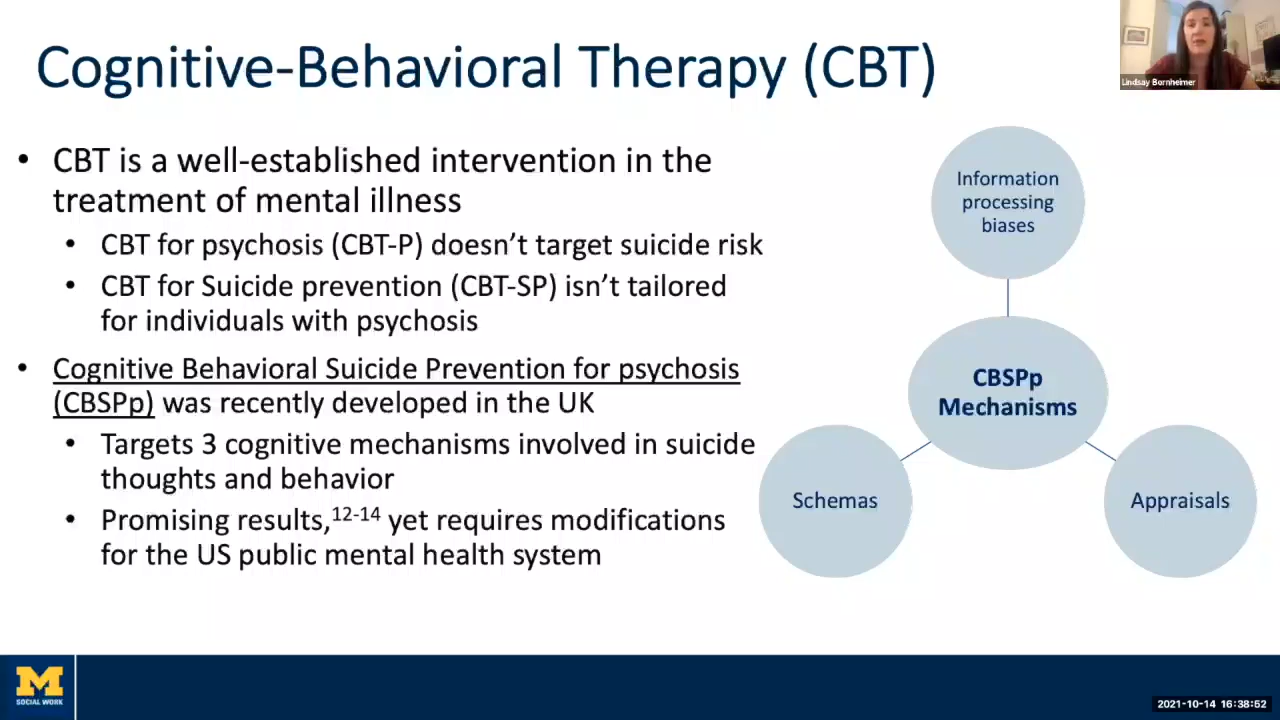 Cognitive-Behavioral Therapy (CBT)
Lindsay Bornheimer
• CBT is a well-established intervention in the
treatment of mental illness
• CBT for psychosis (CBT-P) doesn’t target suicide risk
• CBT for Suicide prevention (CBT-SP) isn’t tailored
for individuals with psychosis
• Cognitive Behavioral Suicide Prevention for psychosis
(CBSPp) was recently developed in the UK
• Targets 3 cognitive mechanisms involved in suicide
thoughts and behavior
• Promising results,12-14 yet requires modifications
for the US public mental health system
Information
processing
biases
CBSPp
Mechanisms
Schemas
Appraisals
M
SOCIAL WORK
2021-10-14 16:38:52